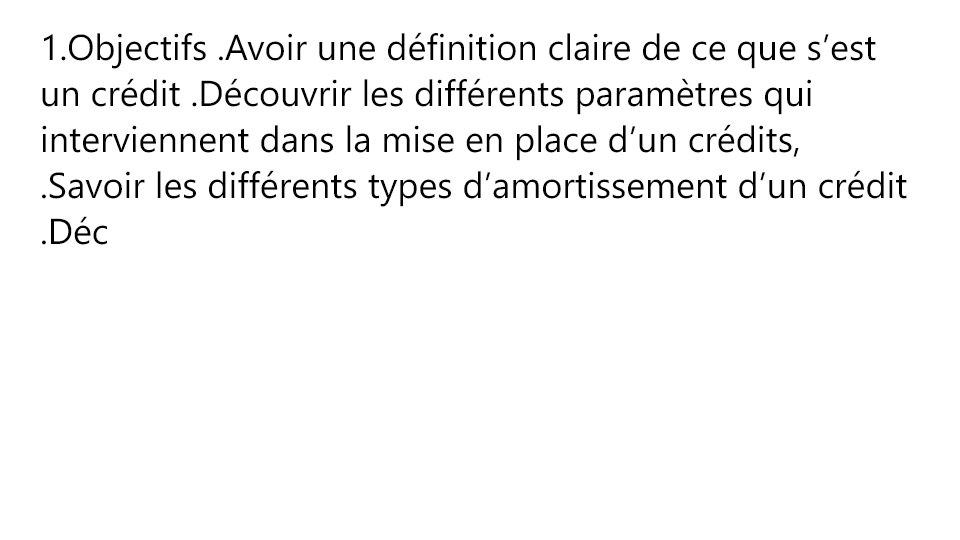 1.Objectifs .Avoir une définition claire de ce que s’est
un crédit .Découvrir les différents paramètres qui
interviennent dans la mise en place d’un crédits,
.Savoir les différents types d’amortissement d’un crédit
.Déc